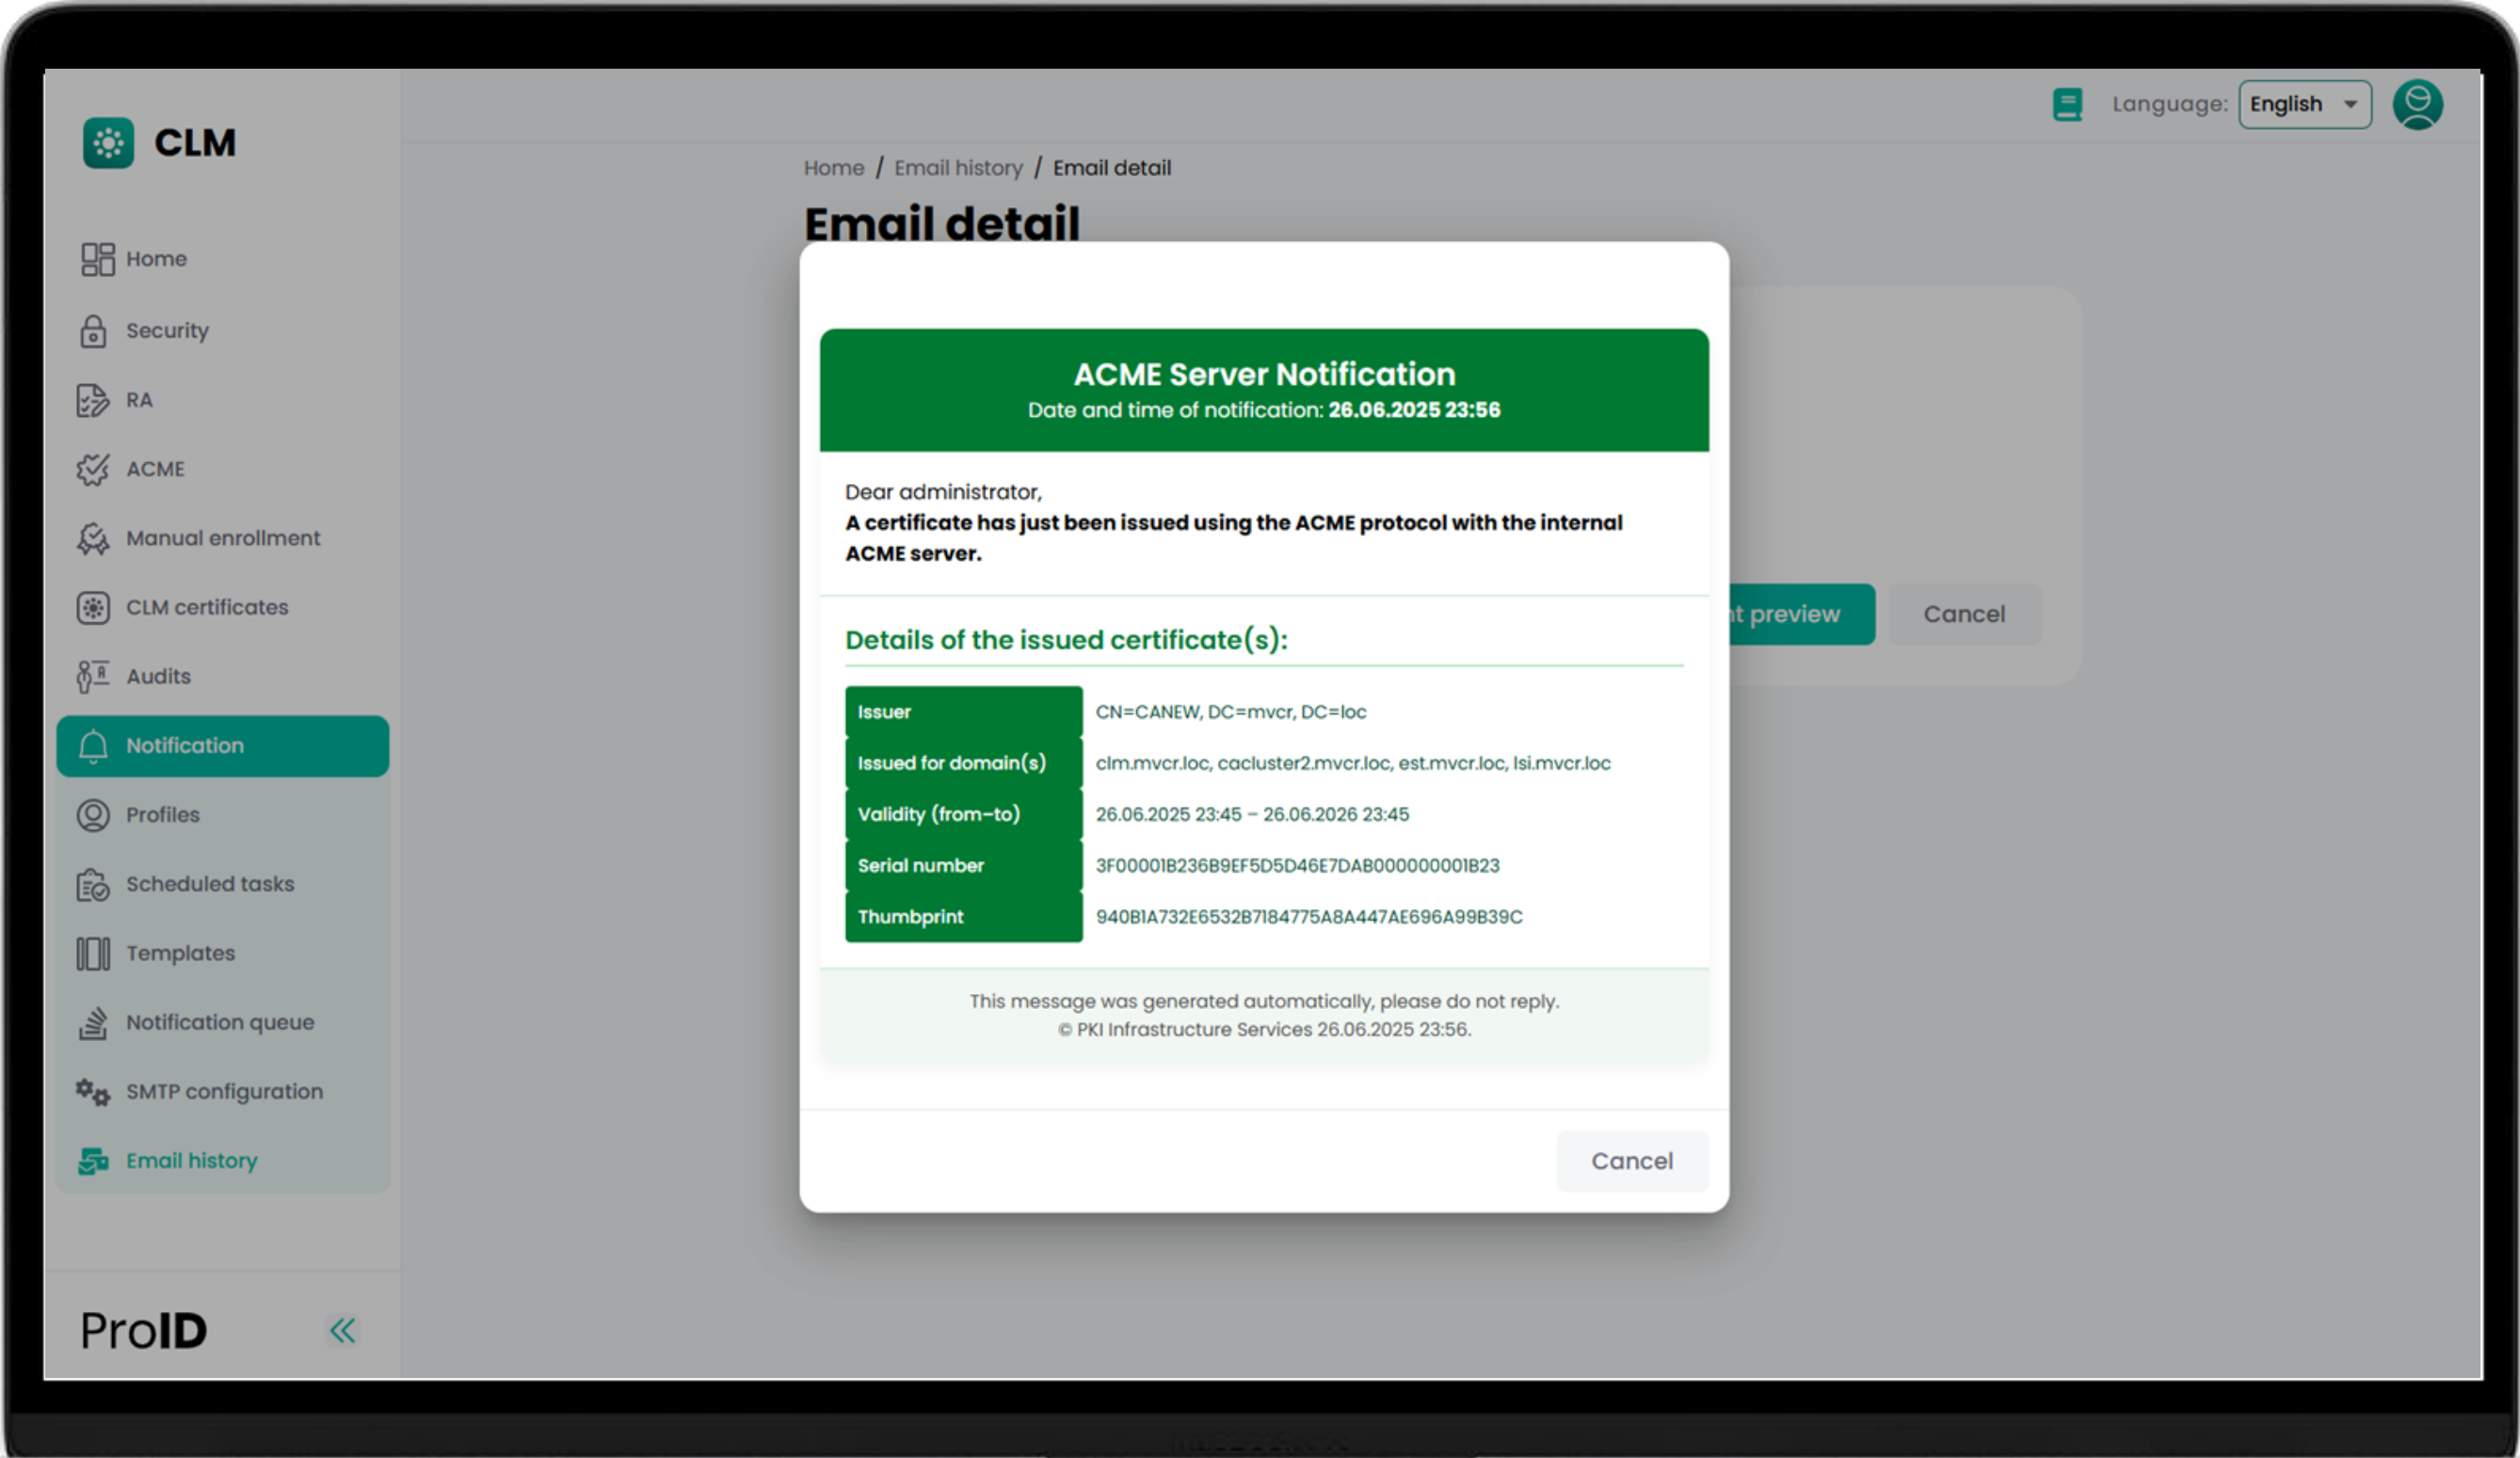 CLM
Language: English
Home / Email history / Email detail
Email detail
Home
Security
RA
ACME
Manual enrollment
CLM certificates
Audits
Notification
Profiles
Scheduled tasks
Templates
Notification queue
SMTP configuration
Email history
ProID
ACME Server Notification
Date and time of notification: 26.06.2025 23:56
Dear administrator,
A certificate has just been issued using the ACME protocol with the internal
ACME server.
Details of the issued certificate(s):
Issuer CN=CANEW, DC=mvcr, DC=loc
Issued for domain(s) clm.mvcr.loc, cacluster2.mvcr.loc, est.mvcr.loc, lsi.mvcr.loc
Validity (from–to) 26.06.2025 23:45 – 26.06.2026 23:45
Serial number 3F00001B236B9EF5D5D46E7DAB000000001B23
Thumbprint 940B1A732E6532B7184775A8A447AE696A99B39C
This message was generated automatically, please do not reply.
© PKI Infrastructure Services 26.06.2025 23:56.
Cancel
preview
Cancel